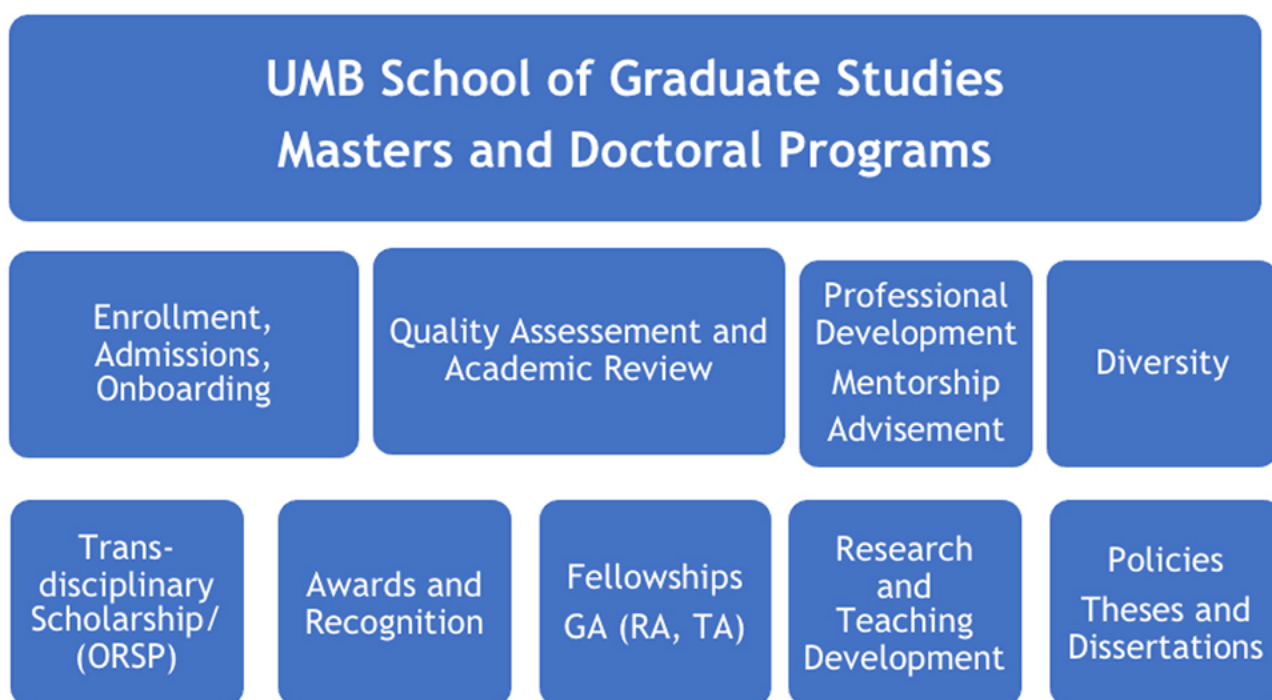 UMB School of Graduate Studies
Masters and Doctoral Programs
Enrollment,
Admissions,
Onboarding
Quality Assessement and
Academic Review
Professional
Development
Mentorship
Advisement
Diversity
Trans-
disciplinary
Scholarship/
(ORSP)
Awards and
Recognition
Fellowships
GA (RA, TA)
Research
and
Teaching
Development
Policies
Theses and
Dissertations